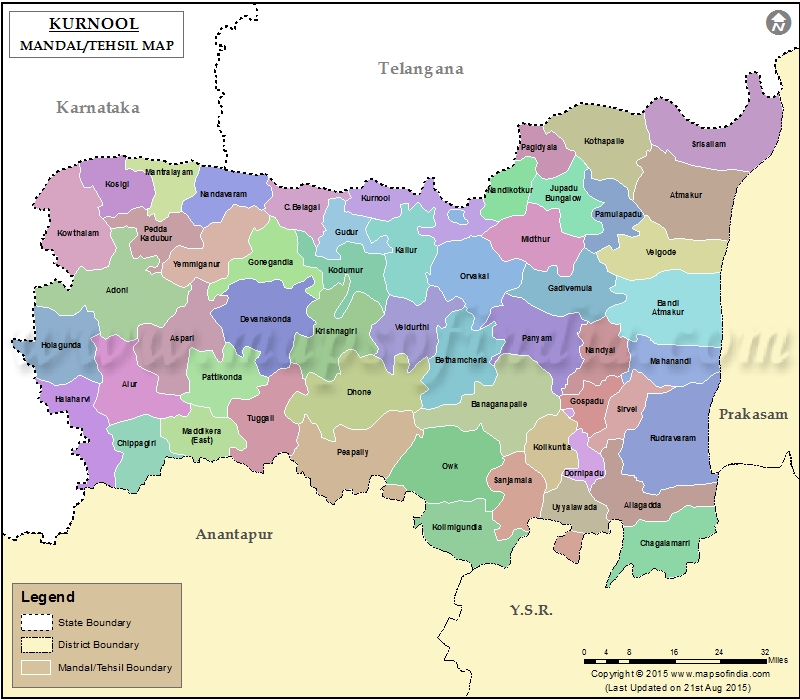 KURNOOL
MANDAL/TEHSIL MAP
N
Telangana
Karnataka
Srisailam
Kothapalle
Pagidyala
Mantralayam
Kosigi
Nandavaram
Nandikotkur
Jupadu
Bungalow
Atmakur
C.Belagal
Kurnool
Pamulapadu
Kowthalam
Pedda
Kadubur
Gudur
Kallur
Midthur
Velgode
Yemmiganur
Gonegandla
Kodumur
Orvakal
Adoni
Gadivemula
Bandi
Atmakur
Devanakonda
Krishnagiri
Veldurthi
Holagunda
Aspari
Panyam
Nandyal
Bethamcherla
Mahanandi
www.mapsofindia.com
Alur
Pattikonda
Dhone
Halaharvi
Banaganapalle
Gospadu
Sirvel
Prakasam
Tuggali
Chippagiri
Maddikera
(East)
Rudravaram
Peapally
Koilkuntla
Owk
Dornipadu
Sanjamala
Uyyalawada
Allagadda
Kolimigundla
Anantapur
Chagalamarri
Y.S.R.
Legend
State Boundary
District Boundary
Mandal/Tehsil Boundary
0 4 8 16 24 32
Miles
Copyright © 2015 www.mapsofindia.com
(Last Updated on 21st Aug 2015)